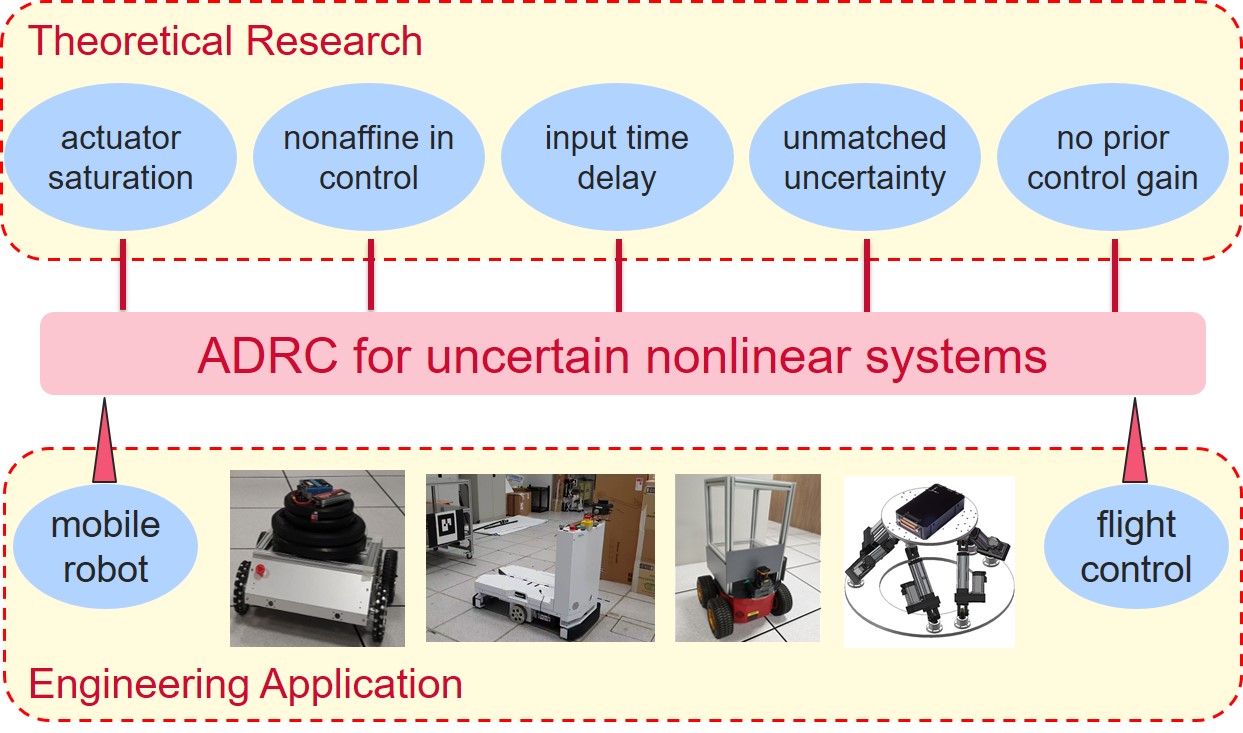 Theoretical Research
actuator
saturation
nonaffine in
control
input time
delay
unmatched
uncertainty
no prior
control gain
ADRC for uncertain nonlinear systems
mobile
robot
flight
control
Engineering Application